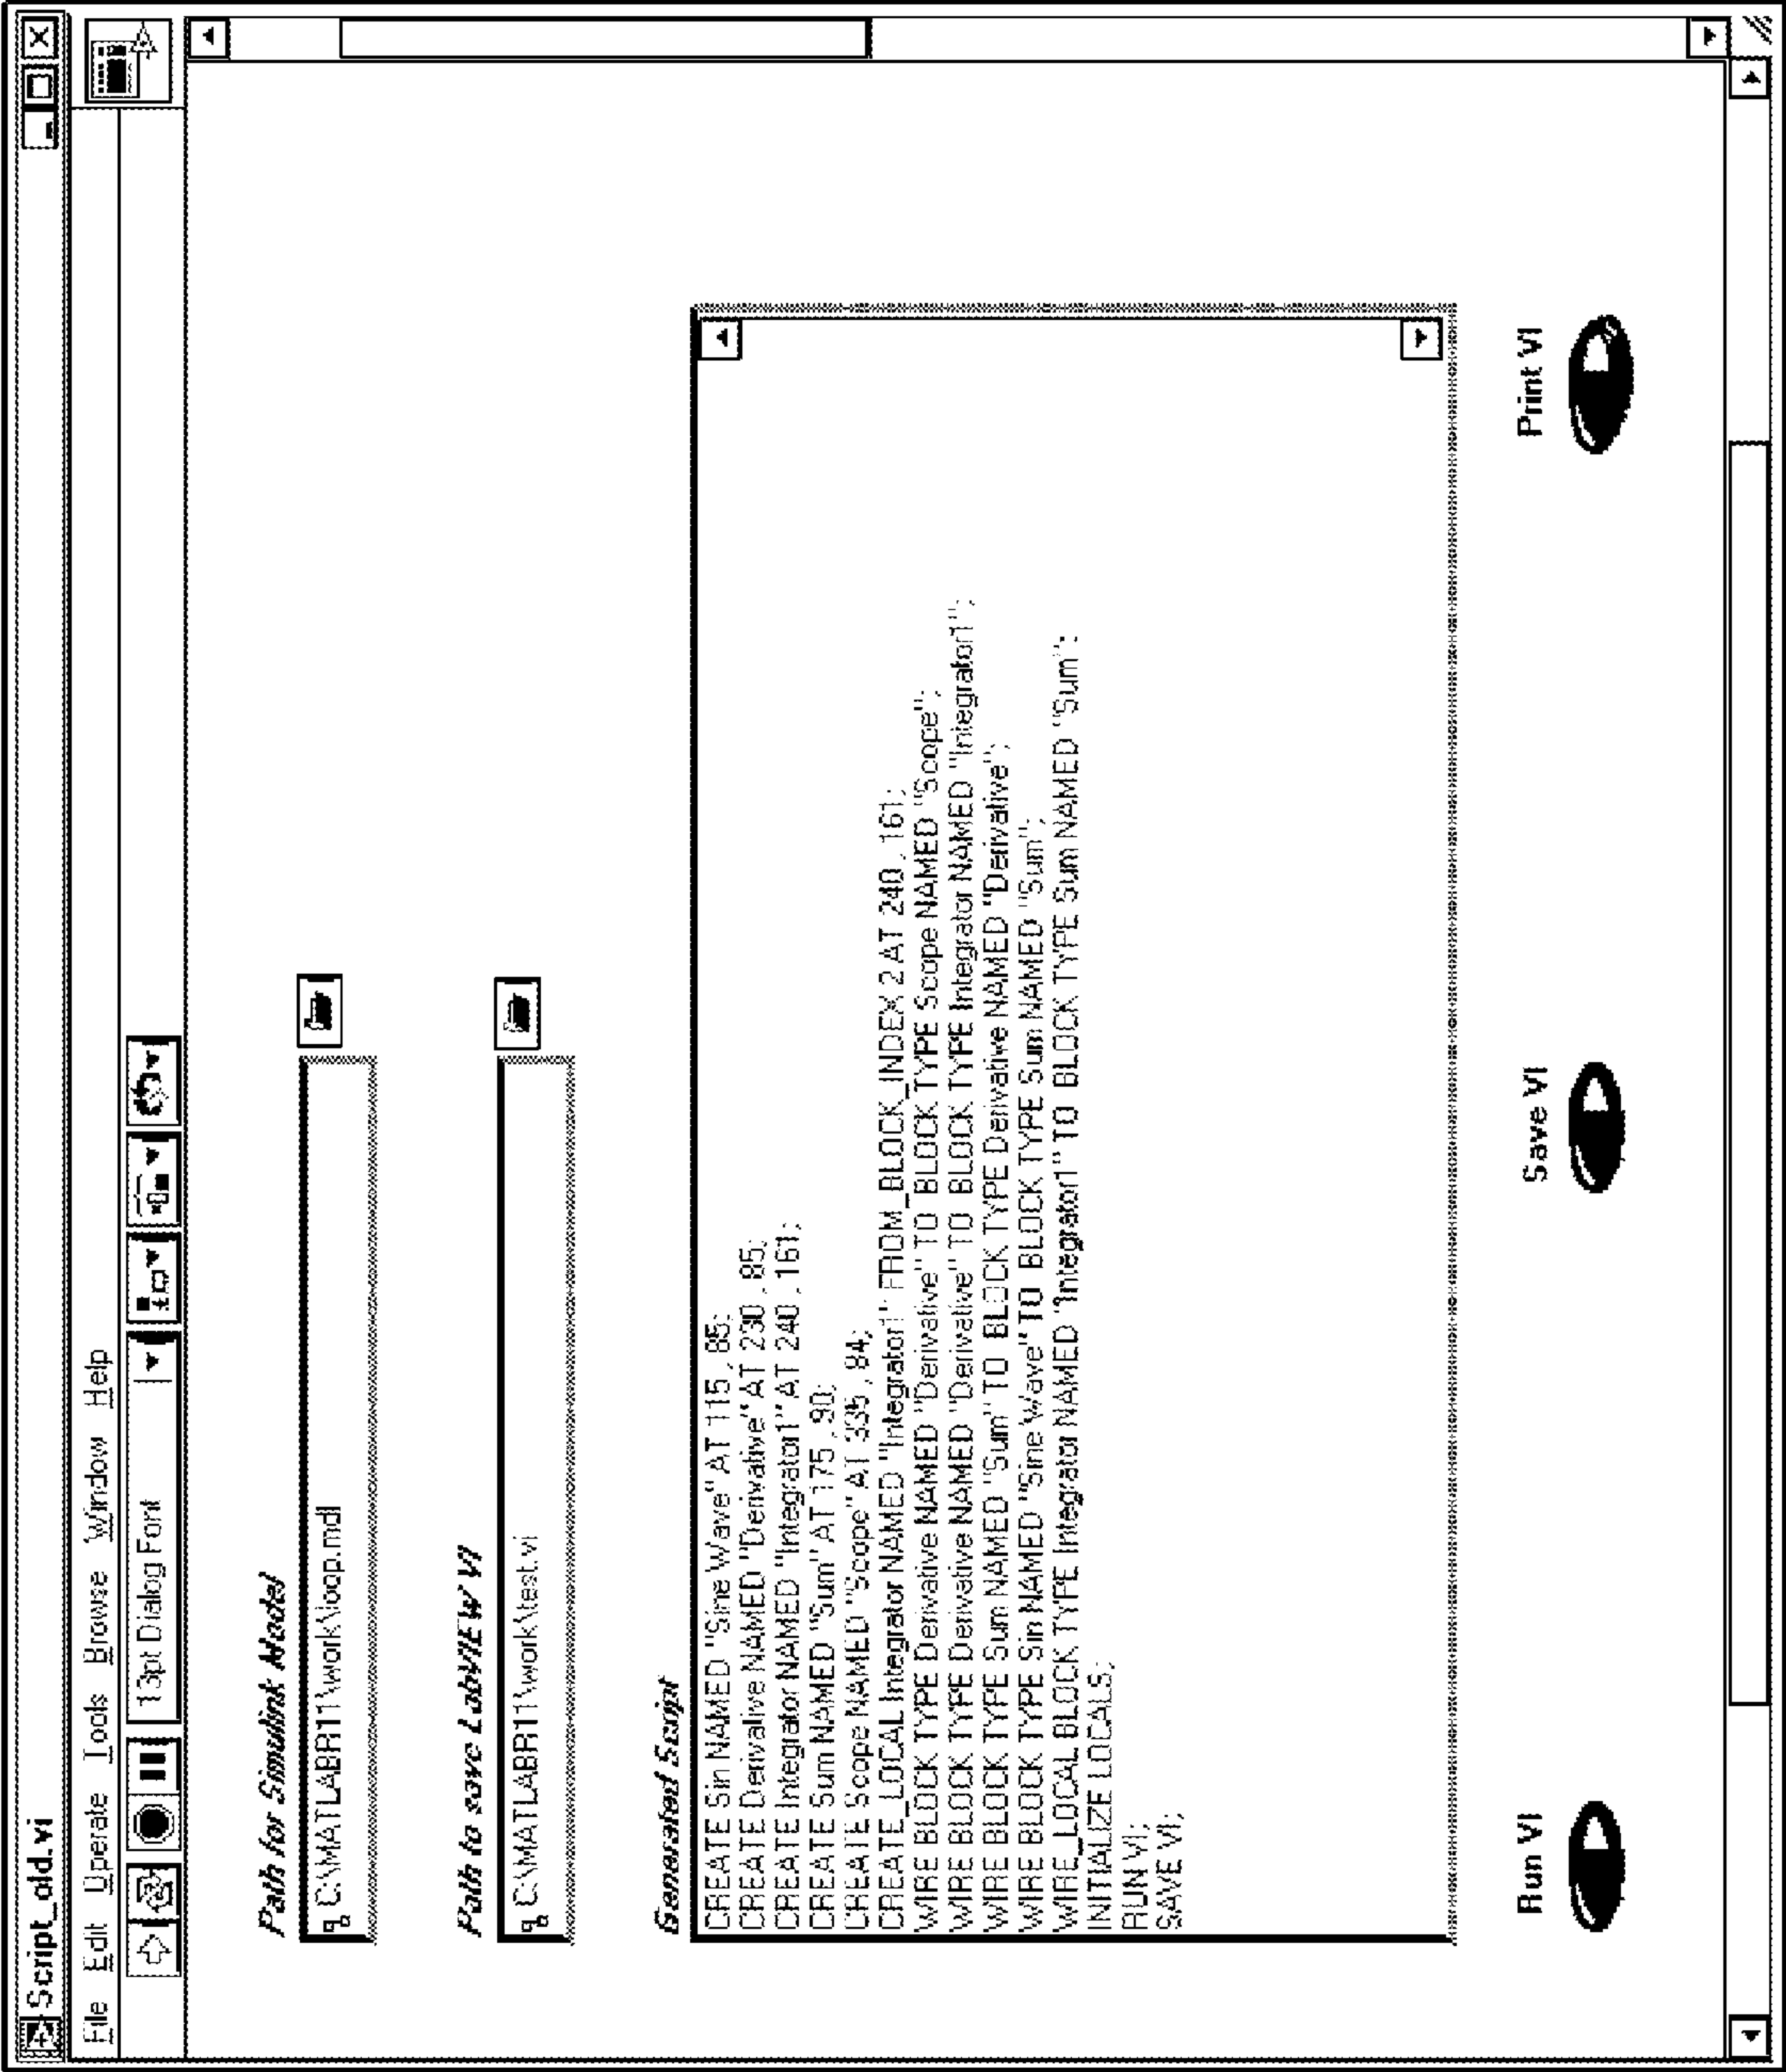 Script_old.vi
File Edit Operate Tools Browse Window Help
13pt Dialog Font
Path for Simulink Model
C:\MATLABR11\work\loop.mdl
Path to save LabVIEW VI
C:\MATLABR11\work\test.vi
Generated Script
CREATE Sin NAMED "Sine Wave" AT 115 , 85;
CREATE Derivative NAMED "Derivative" AT 230 , 85;
CREATE Integrator NAMED "Integrator1" AT 240 , 161;
CREATE Sum NAMED "Sum" AT 175 , 90;
CREATE Scope NAMED "Scope" AT 335 , 84;
CREATE_LOCAL Integrator NAMED "Integrator1" FROM_BLOCK_INDEX 2 AT 240 , 161;
WIRE BLOCK TYPE Derivative NAMED "Derivative" TO BLOCK TYPE Scope NAMED "Scope";
WIRE BLOCK TYPE Derivative NAMED "Derivative" TO BLOCK TYPE Integrator NAMED "Integrator1";
WIRE BLOCK TYPE Sum NAMED "Sum" TO BLOCK TYPE Derivative NAMED "Derivative";
WIRE BLOCK TYPE Sin NAMED "Sine Wave" TO BLOCK TYPE Sum NAMED "Sum";
WIRE_LOCAL BLOCK TYPE Integrator NAMED "Integrator1" TO BLOCK TYPE Sum NAMED "Sum";
INITIALIZE LOCALS;
RUN VI;
SAVE VI;
Run VI Save VI Print VI